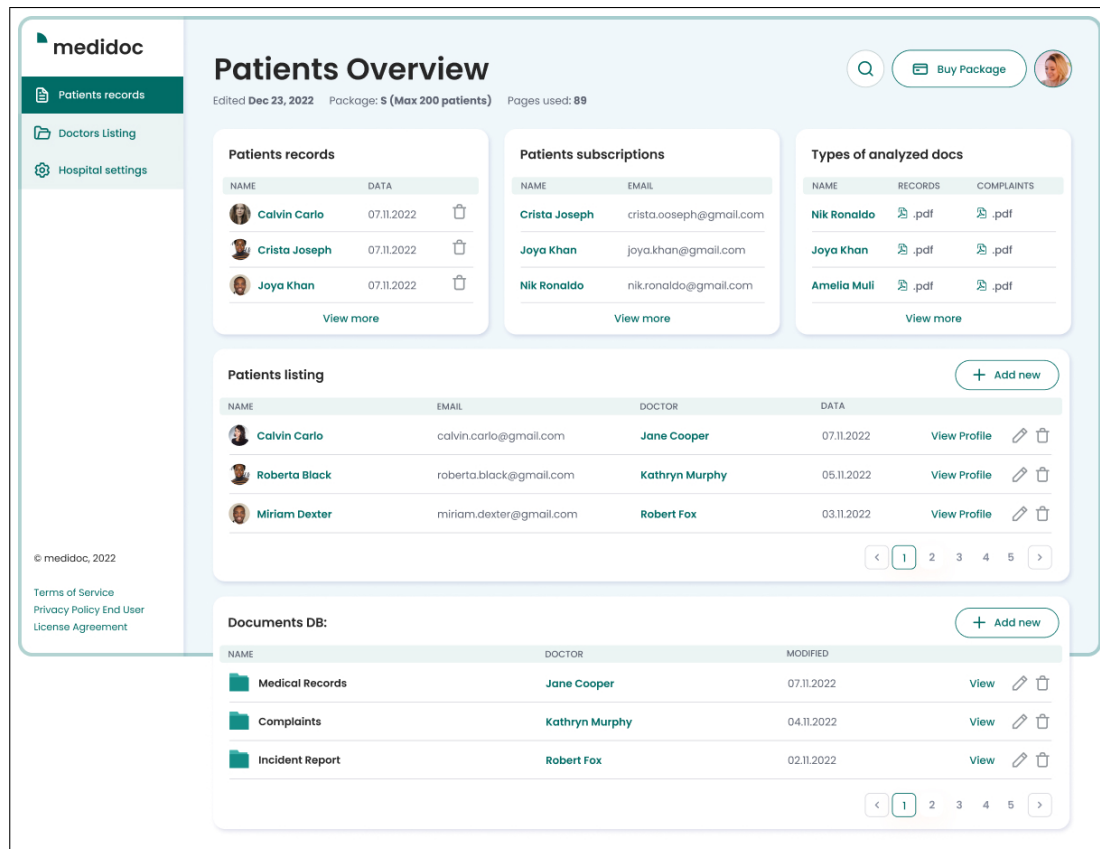 medidoc
Patients records
Doctors Listing
Hospital settings
© medidoc, 2022
Terms of Service
Privacy Policy End User
License Agreement
Patients Overview
Edited Dec 23, 2022 Package: S (Max 200 patients) Pages used: 89
Buy Package
Patients records
NAME DATA
Calvin Carlo 07.11.2022
Crista Joseph 07.11.2022
Joya Khan 07.11.2022
View more
Patients subscriptions
NAME EMAIL
Crista Joseph crista.ooseph@gmail.com
Joya Khan joya.khan@gmail.com
Nik Ronaldo nik.ronaldo@gmail.com
View more
Types of analyzed docs
NAME RECORDS COMPLAINTS
Nik Ronaldo .pdf .pdf
Joya Khan .pdf .pdf
Amelia Muli .pdf .pdf
View more
Patients listing
+ Add new
NAME EMAIL DOCTOR DATA
Calvin Carlo calvin.carlo@gmail.com Jane Cooper 07.11.2022 View Profile
Roberta Black roberta.black@gmail.com Kathryn Murphy 05.11.2022 View Profile
Miriam Dexter miriam.dexter@gmail.com Robert Fox 03.11.2022 View Profile
< 1 2 3 4 5 >
Documents DB:
+ Add new
NAME DOCTOR MODIFIED
Medical Records Jane Cooper 07.11.2022 View
Complaints Kathryn Murphy 04.11.2022 View
Incident Report Robert Fox 02.11.2022 View
< 1 2 3 4 5 >